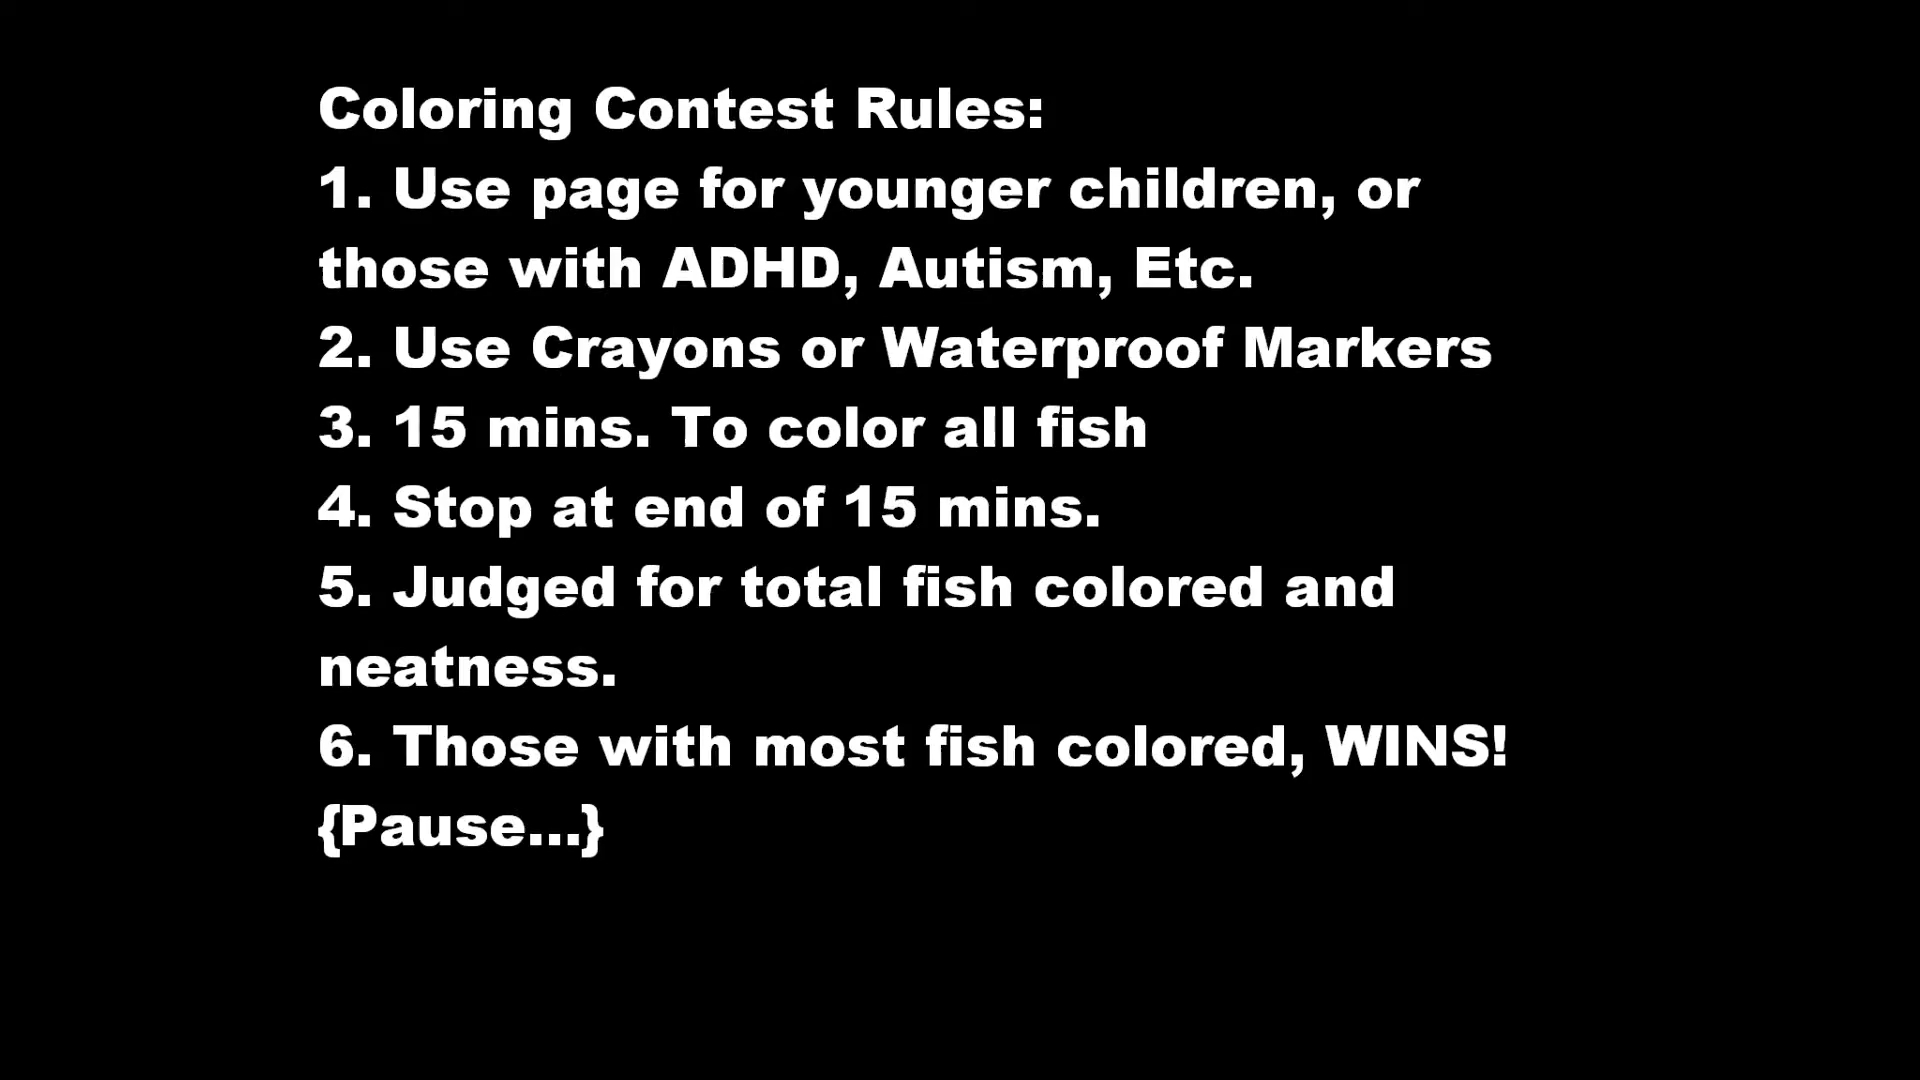 Coloring Contest Rules:
1. Use page for younger children, or
those with ADHD, Autism, Etc.
2. Use Crayons or Waterproof Markers
3. 15 mins. To color all fish
4. Stop at end of 15 mins.
5. Judged for total fish colored and
neatness.
6. Those with most fish colored, WINS!
{Pause...}